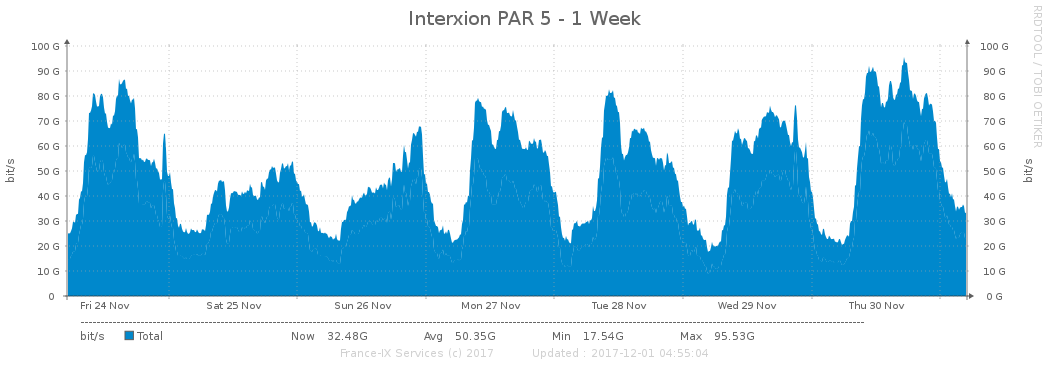 Interxion PAR 5 - 1 Week
RRDTOOL / TOBI OETIKER
bit/s
bit/s
100 G 100 G
90 G 90 G
80 G 80 G
70 G 70 G
60 G 60 G
50 G 50 G
40 G 40 G
30 G 30 G
20 G 20 G
10 G 10 G
0 0 G
Fri 24 Nov Sat 25 Nov Sun 26 Nov Mon 27 Nov Tue 28 Nov Wed 29 Nov Thu 30 Nov
bit/s Total Now 32.48G Avg 50.35G Min 17.54G Max 95.53G
France-IX Services (c) 2017 Updated : 2017-12-01 04:55:04